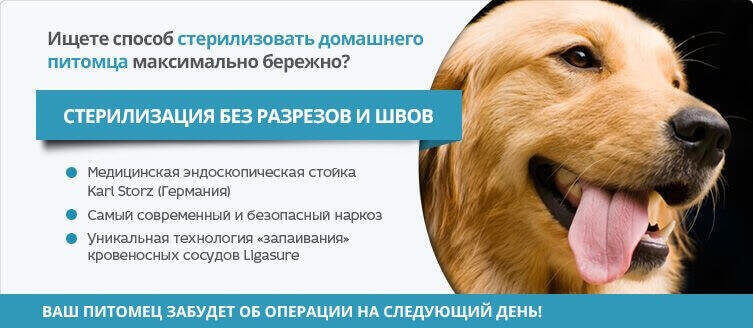 Ищете способ стерилизовать домашнего
питомца максимально бережно?
СТЕРИЛИЗАЦИЯ БЕЗ РАЗРЕЗОВ И ШВОВ
Медицинская эндоскопическая стойка
Karl Storz (Германия)
Самый современный и безопасный наркоз
Уникальная технология «запаивания»
кровеносных сосудов Ligasure
ВАШ ПИТОМЕЦ ЗАБУДЕТ ОБ ОПЕРАЦИИ НА СЛЕДУЮЩИЙ ДЕНЬ!